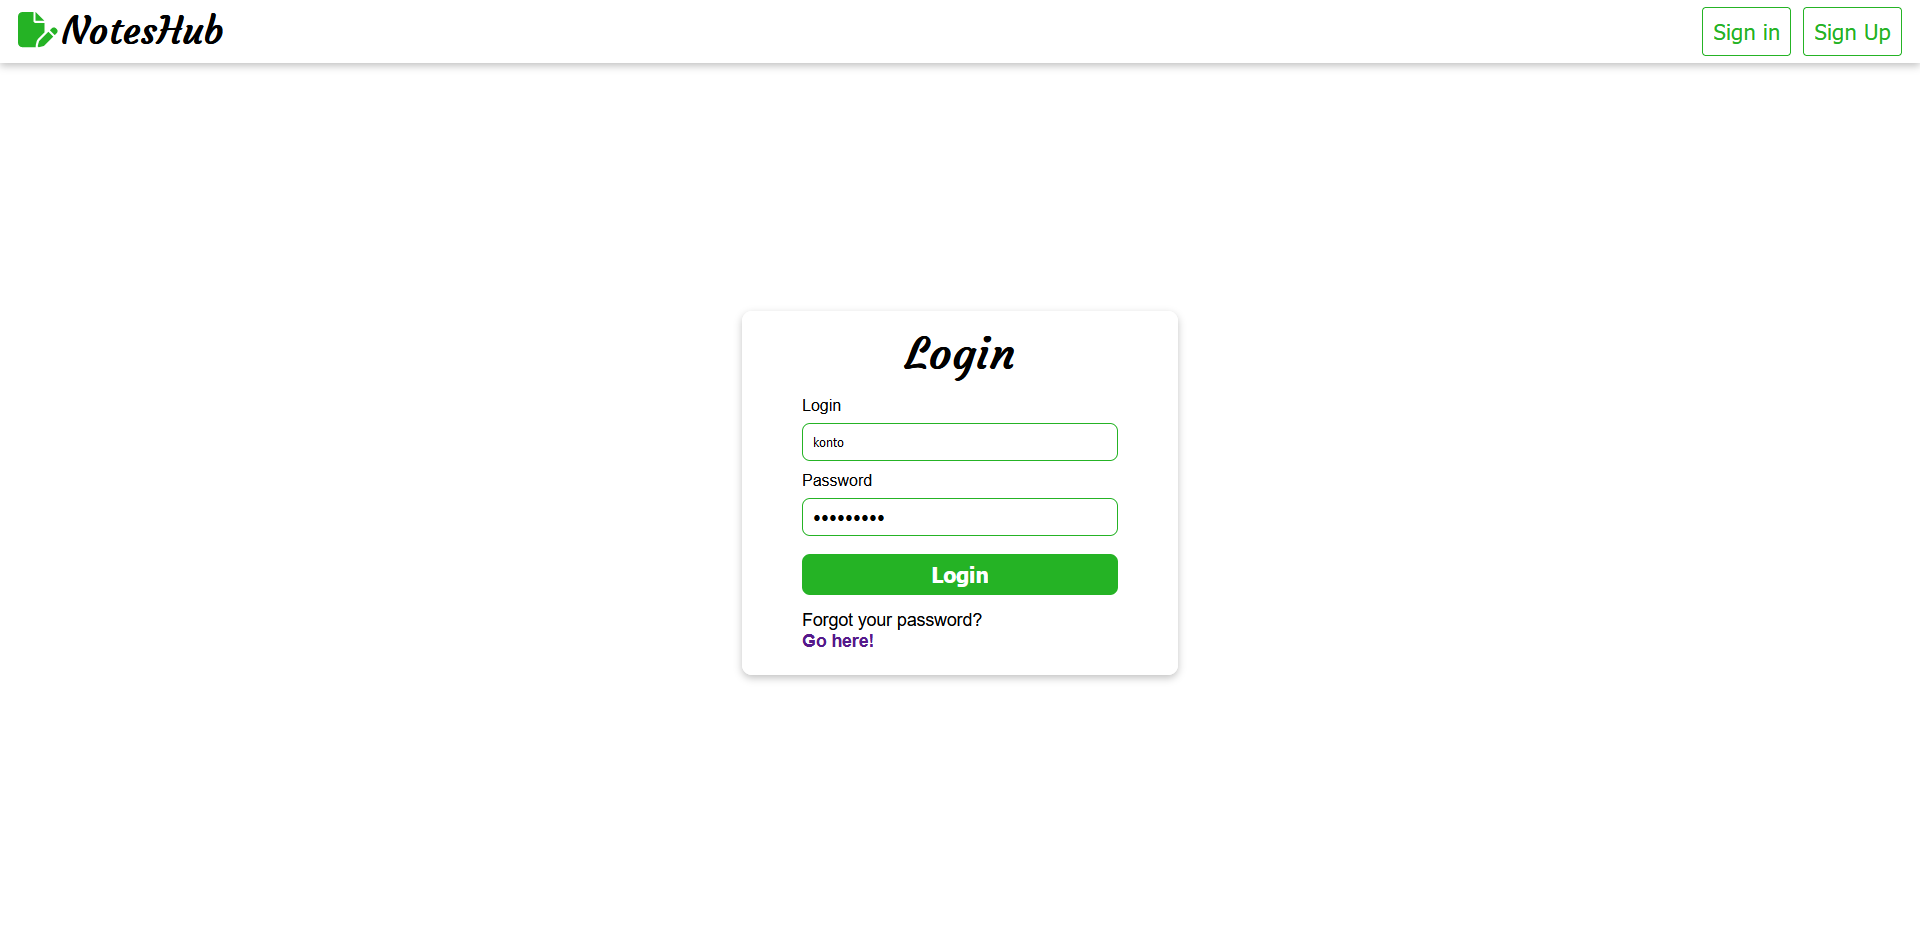 NotesHub
Sign in
Sign Up
Login
Login
konto
Password
•••••••••
Login
Forgot your password?
Go here!